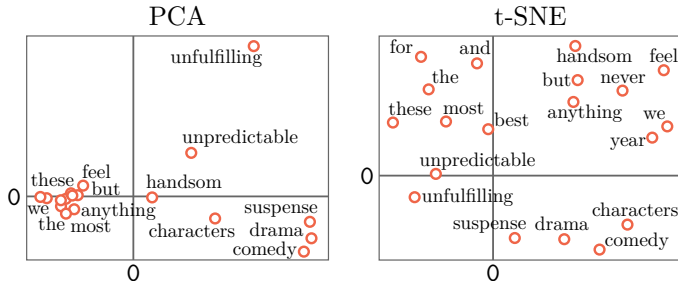 PCA
unfulfilling
unpredictable
these
feel
but
handsom
we
anything
the most
characters
suspense
drama
comedy
0
0
t-SNE
for
and
handsom
feel
the
but
never
these
most
anything
we
best
year
unpredictable
unfulfilling
characters
suspense
drama
comedy
0
0